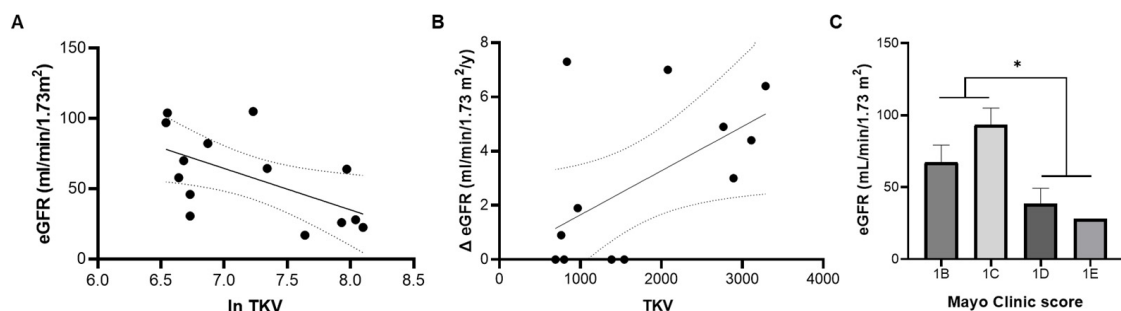 A
eGFR (ml/min/1.73m²)
150
100
50
0
6.0 6.5 7.0 7.5 8.0 8.5
ln TKV
B
Δ eGFR (ml/min/1.73 m²/y)
8
6
4
2
0
0 1000 2000 3000 4000
TKV
C
eGFR (mL/min/1.73 m²)
150
100
50
0
*
1B 1C 1D 1E
Mayo Clinic score